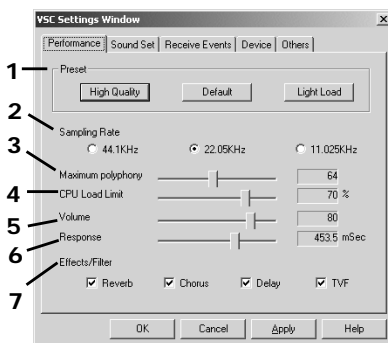 VSC Settings Window
Performance Sound Set Receive Events Device Others
1 Preset
High Quality Default Light Load
2 Sampling Rate
44.1KHz 22.05KHz 11.025KHz
3 Maximum polyphony 64
4 CPU Load Limit 70 %
5 Volume 80
6 Response 453.5 mSec
7 Effects/Filter
Reverb Chorus Delay TVF
OK Cancel Apply Help